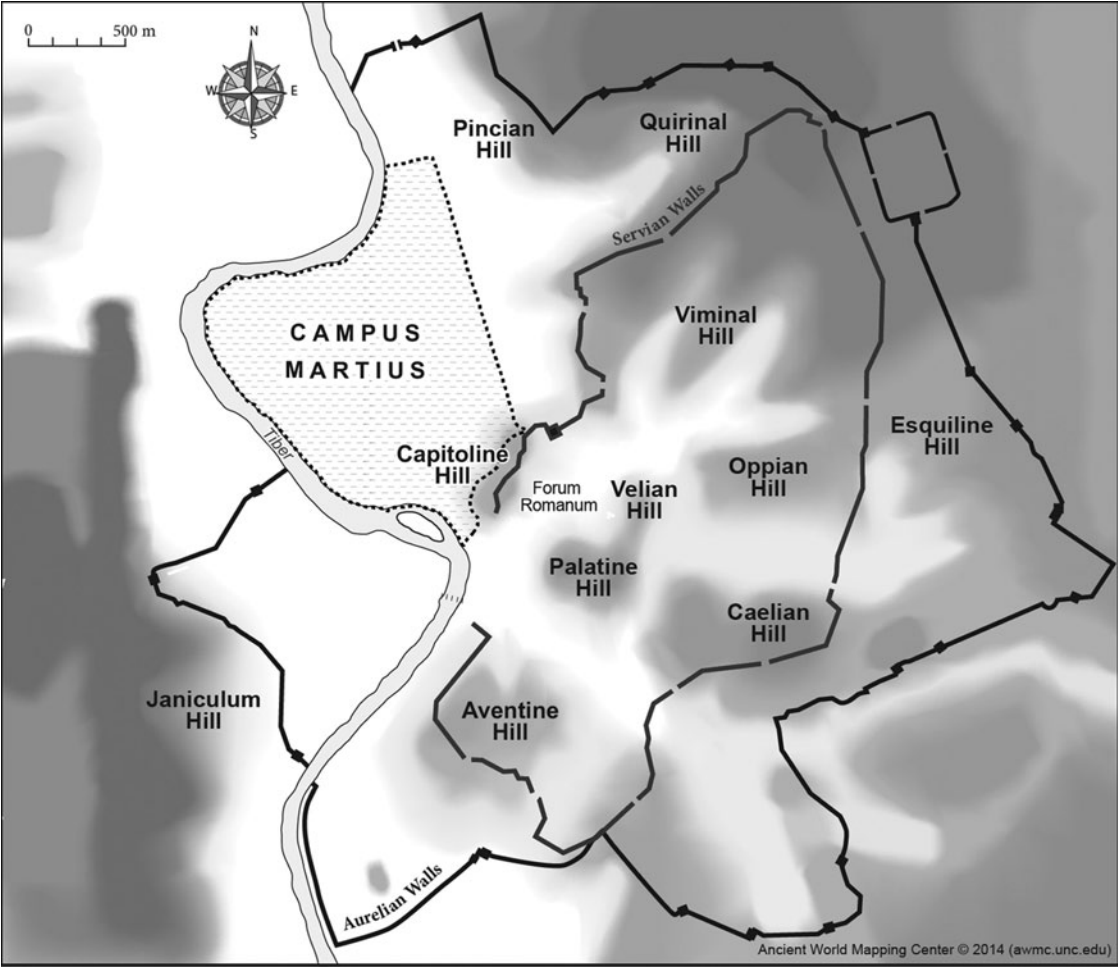 0 500 m
N
W E
S
Pincian
Hill
Quirinal
Hill
Servian Walls
CAMPUS
MARTIUS
Viminal
Hill
Tiber
Capitoline
Hill
Esquiline
Hill
Oppian
Hill
Forum
Romanum
Velian
Hill
Palatine
Hill
Caelian
Hill
Janiculum
Hill
Aventine
Hill
Aurelian Walls
Ancient World Mapping Center © 2014 (awmc.unc.edu)